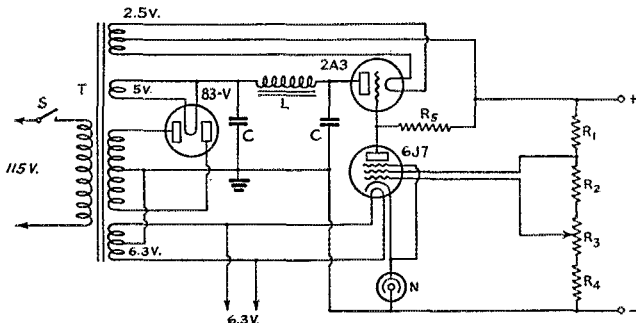 2.5V.
2A3
T
5V.
83-V
L
+
S
C
C
R5
R1
6J7
115V.
R2
R3
6.3V.
N
R4
6.3V.
-